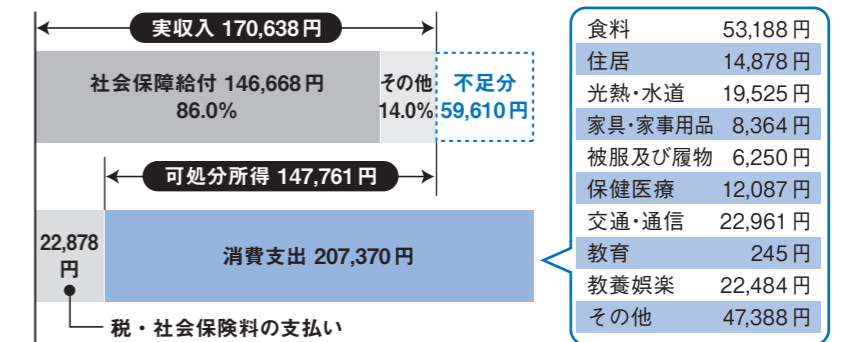 実収入 170,638円
社会保障給付 146,668円
86.0%
その他
14.0%
不足分
59,610円
可処分所得 147,761円
22,878
円
消費支出 207,370円
税・社会保険料の支払い
食料 53,188円
住居 14,878円
光熱・水道 19,525円
家具・家事用品 8,364円
被服及び履物 6,250円
保健医療 12,087円
交通・通信 22,961円
教育 245円
教養娯楽 22,484円
その他 47,388円